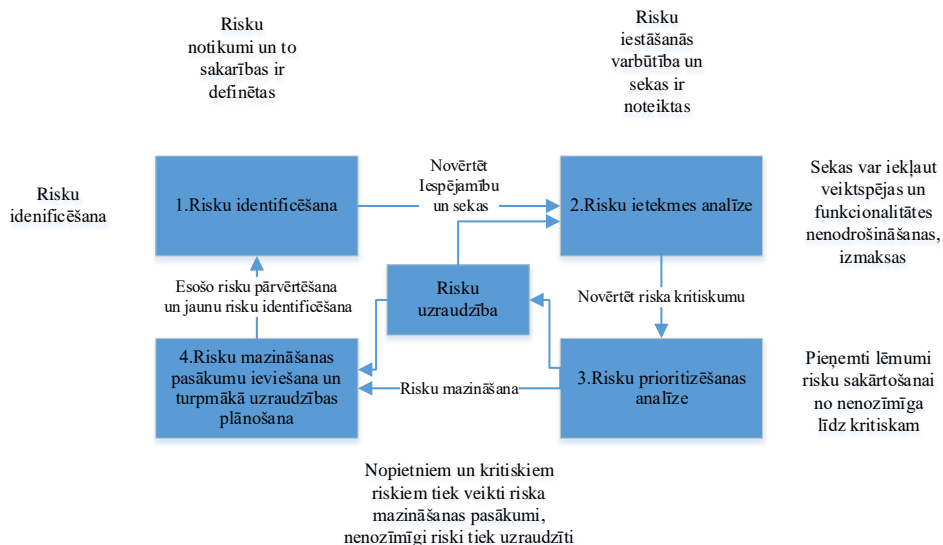 Risku
notikumi un to
sakarības ir
definētas
Risku
iestāšanās
varbūtība un
sekas ir
noteiktas
Risku
idenificēšana
1.Risku identificēšana
Novērtēt
Iespējamību
un sekas
2.Risku ietekmes analīze
Sekas var iekļaut
veiktspējas un
funkcionalitātes
nenodrošināšanas,
izmaksas
Esošo risku pārvērtēšana
un jaunu risku identificēšana
Risku
uzraudzība
Novērtēt riska kritiskumu
4.Risku mazināšanas
pasākumu ieviešana un
turpmākā uzraudzības
plānošana
Risku mazināšana
3.Risku prioritizēšanas
analīze
Pieņemti lēmumi
risku sakārtošanai
no nenozīmīga
līdz kritiskam
Nopietniem un kritiskiem
riskiem tiek veikti riska
mazināšanas pasākumi,
nenozīmīgi riski tiek uzraudzīti